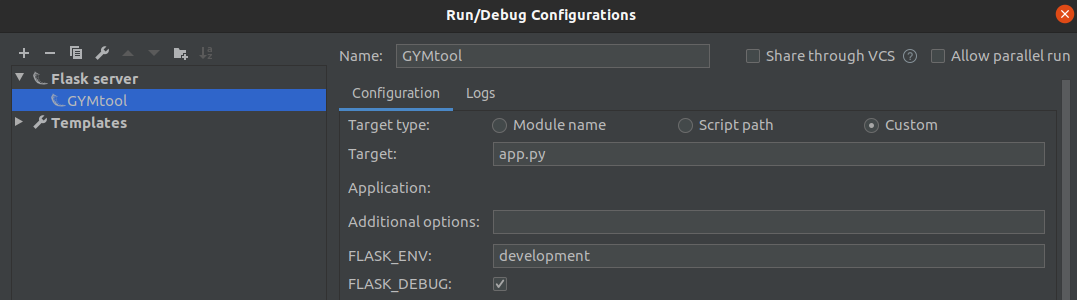 Run/Debug Configurations
Name: GYMtool Share through VCS ? Allow parallel run
Flask server
GYMtool
Templates
Configuration Logs
Target type: Module name Script path Custom
Target: app.py
Application:
Additional options:
FLASK_ENV: development
FLASK_DEBUG: